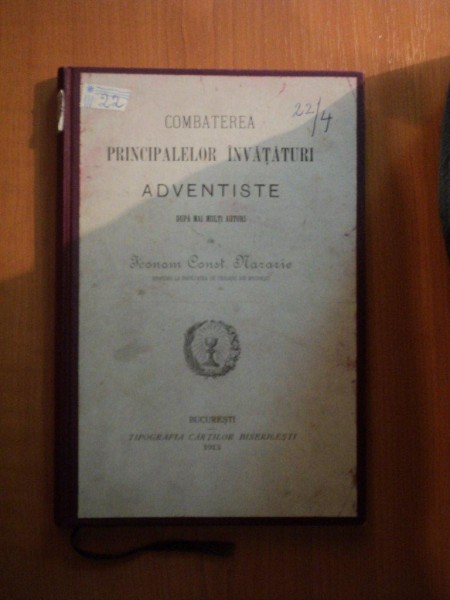 22
22/4
COMBATEREA
PRINCIPALELOR ÎNVĂȚĂTURI
ADVENTISTE
DUPĂ MAI MULȚI AUTORI
DE
Iconom Const. Nazarie
BUCUREȘTI
TIPOGRAFIA CĂRȚILOR BISERICEȘTI
1913